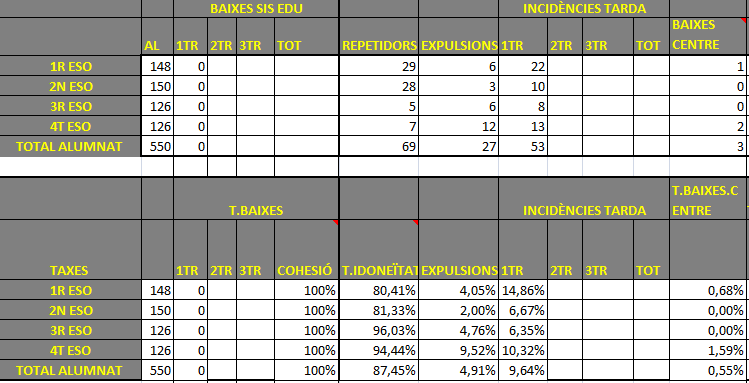 BAIXES SIS EDU INCIDÈNCIES TARDA
AL 1TR 2TR 3TR TOT REPETIDORS EXPULSIONS 1TR 2TR 3TR TOT BAIXES CENTRE
1R ESO 148 0 29 6 22 1
2N ESO 150 0 28 3 10 0
3R ESO 126 0 5 6 8 0
4T ESO 126 0 7 12 13 2
TOTAL ALUMNAT 550 0 69 27 53 3
T.BAIXES INCIDÈNCIES TARDA T.BAIXES.CENTRE
TAXES 1TR 2TR 3TR COHESIÓ T.IDONEÏTAT EXPULSIONS 1TR 2TR 3TR TOT
1R ESO 148 0 100% 80,41% 4,05% 14,86% 0,68%
2N ESO 150 0 100% 81,33% 2,00% 6,67% 0,00%
3R ESO 126 0 100% 96,03% 4,76% 6,35% 0,00%
4T ESO 126 0 100% 94,44% 9,52% 10,32% 1,59%
TOTAL ALUMNAT 550 0 100% 87,45% 4,91% 9,64% 0,55%